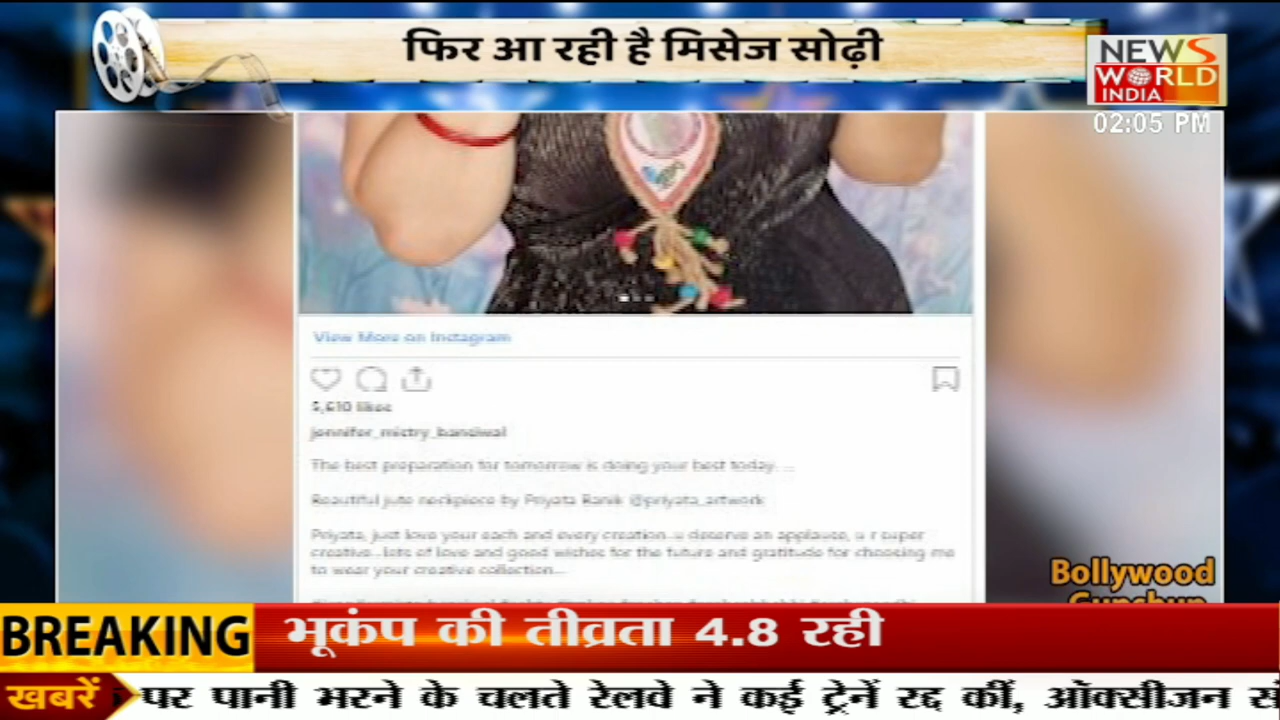 फिर आ रही है मिसेज सोढ़ी
NEWS
WORLD
INDIA
02:05 PM
View More on Instagram
5,610 likes
jennifer_mistry_bansiwal
The best preparation for tomorrow is doing your best today. ...
Beautiful jute neckpiece by Priyata Banik @priyata_artwork
Priyata, just love your each and every creation..u deserve an applause, u r super
creative...lots of love and good wishes for the future and gratitude for choosing me
to wear your creative collection...
Bollywood
BREAKING
भूकंप की तीव्रता 4.8 रही
खबरें
पर पानी भरने के चलते रेलवे ने कई ट्रेनें रद्द कीं, ऑक्सीजन